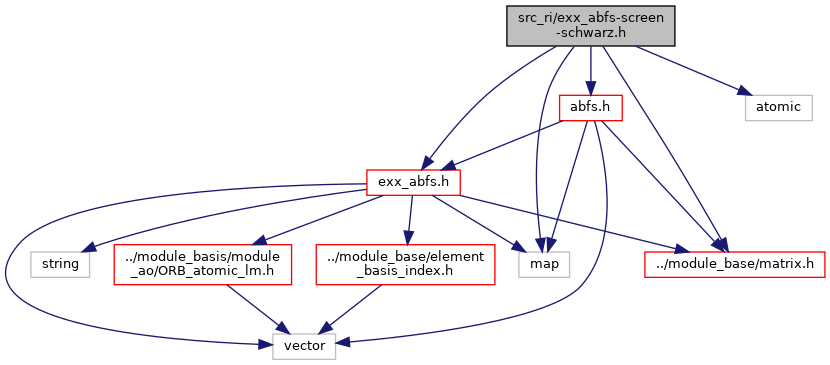 src_ri/exx_abfs-screen
-schwarz.h
abfs.h
atomic
exx_abfs.h
string
../module_basis/module
_ao/ORB_atomic_lm.h
../module_base/element
_basis_index.h
map
../module_base/matrix.h
vector